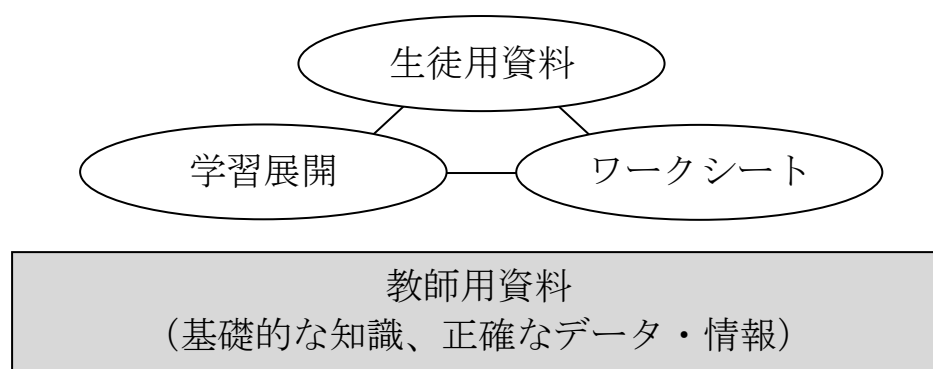 生徒用資料
学習展開
ワークシート
教師用資料
（基礎的な知識、正確なデータ・情報）